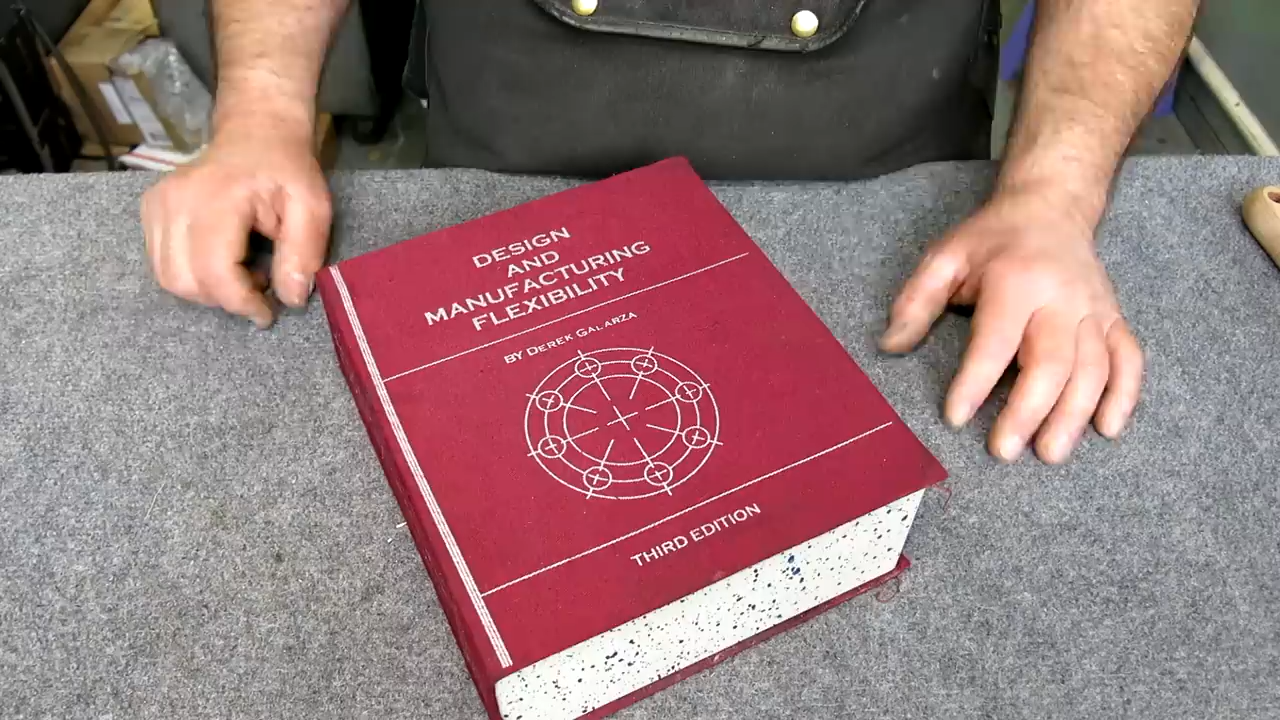 DESIGN
AND
MANUFACTURING
FLEXIBILITY
BY DEREK GALARZA
THIRD EDITION